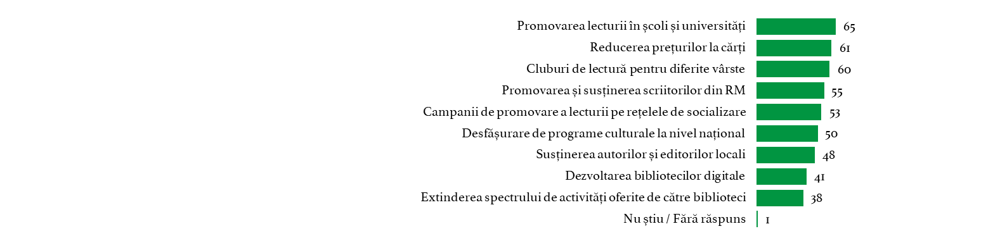 Promovarea lecturii în școli și universități 65
Reducerea prețurilor la cărți 61
Cluburi de lectură pentru diferite vârste 60
Promovarea și susținerea scriitorilor din RM 55
Campanii de promovare a lecturii pe rețelele de socializare 53
Desfășurare de programe culturale la nivel național 50
Susținerea autorilor și editorilor locali 48
Dezvoltarea bibliotecilor digitale 41
Extinderea spectrului de activități oferite de către biblioteci 38
Nu știu / Fără răspuns 1